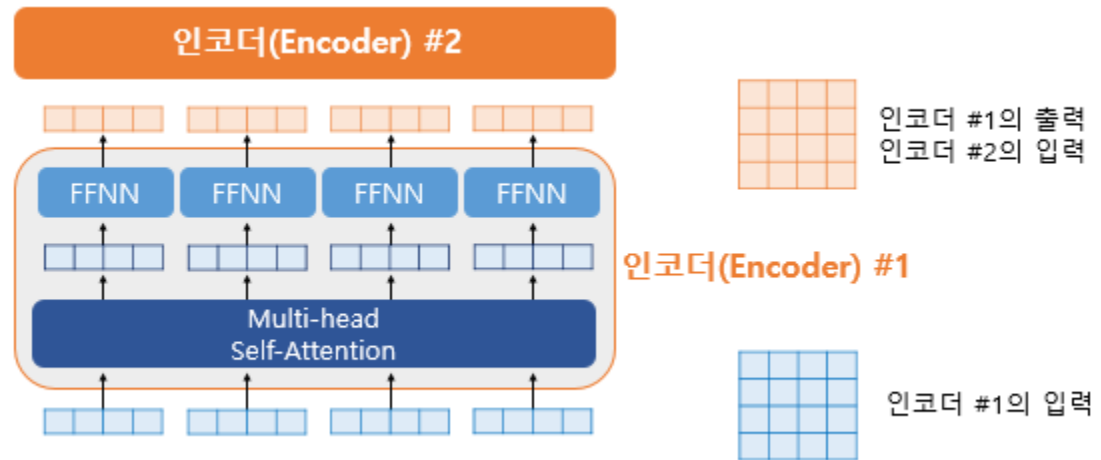 인코더(Encoder) #2
인코더 #1의 출력
인코더 #2의 입력
FFNN
FFNN
FFNN
FFNN
인코더(Encoder) #1
Multi-head
Self-Attention
인코더 #1의 입력